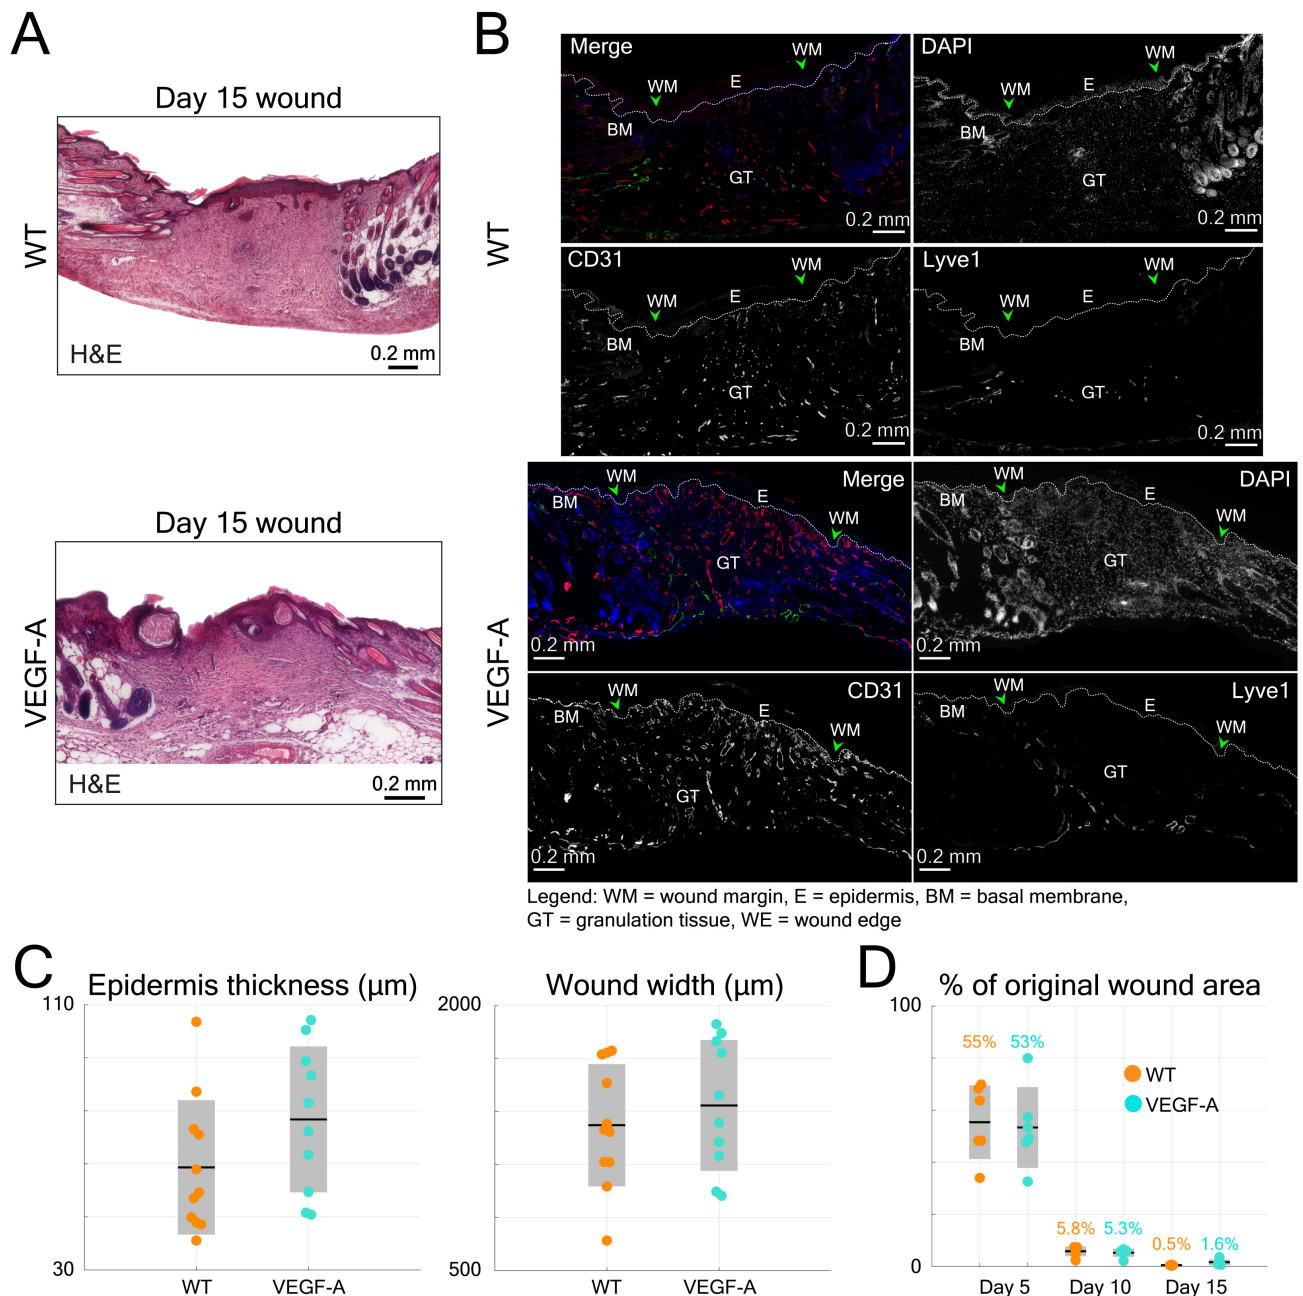 A
Day 15 wound
WT
H&E
0.2 mm
Day 15 wound
VEGF-A
H&E
0.2 mm
B
WT
Merge
WM
E
WM
BM
GT
0.2 mm
DAPI
WM
E
WM
BM
GT
0.2 mm
CD31
WM
E
WM
BM
GT
0.2 mm
Lyve1
WM
E
WM
BM
GT
0.2 mm
VEGF-A
Merge
WM
E
BM
WM
GT
0.2 mm
DAPI
WM
E
BM
WM
GT
0.2 mm
CD31
WM
E
BM
WM
GT
0.2 mm
Lyve1
WM
E
BM
WM
GT
0.2 mm
Legend: WM = wound margin, E = epidermis, BM = basal membrane,
GT = granulation tissue, WE = wound edge
C
Epidermis thickness (μm)
110
30
WT VEGF-A
Wound width (μm)
2000
500
WT VEGF-A
D
% of original wound area
100
55% 53%
WT
VEGF-A
5.8% 5.3% 0.5% 1.6%
0
Day 5 Day 10 Day 15